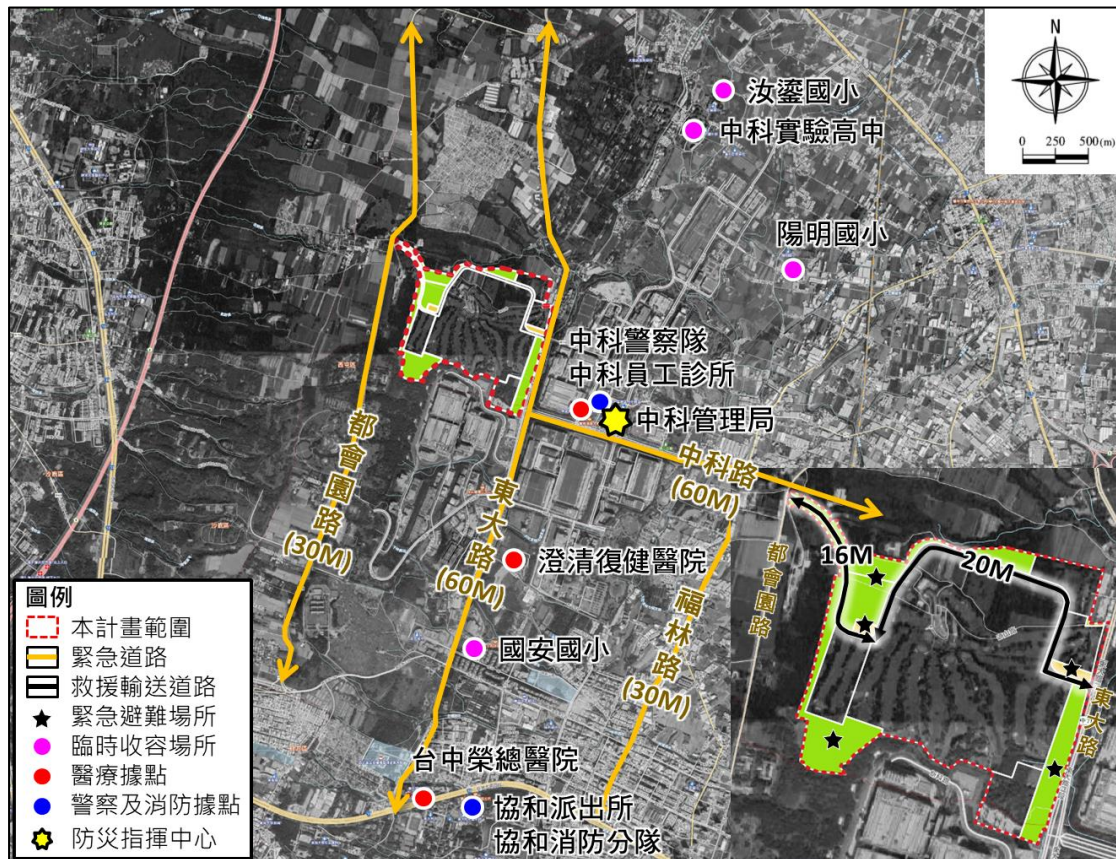 N
0 250 500(m)
汝鎏國小
中科實驗高中
陽明國小
中科警察隊
中科員工診所
中科管理局
中科路
(60M)
都會園路
(30M)
東大路
(60M)
澄清復健醫院
福林路
(30M)
國安國小
台中榮總醫院
協和派出所
協和消防分隊
都會園路
16M
20M
東大路
圖例
本計畫範圍
緊急道路
救援輸送道路
緊急避難場所
臨時收容場所
醫療據點
警察及消防據點
防災指揮中心